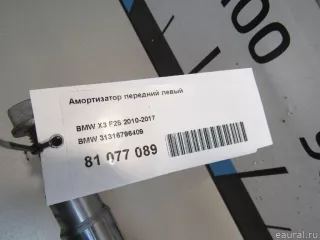 Амортизатор передний левый
BMW X3 F25 2010-2017
BMW 31316796409
81 077 089
eaural.ru